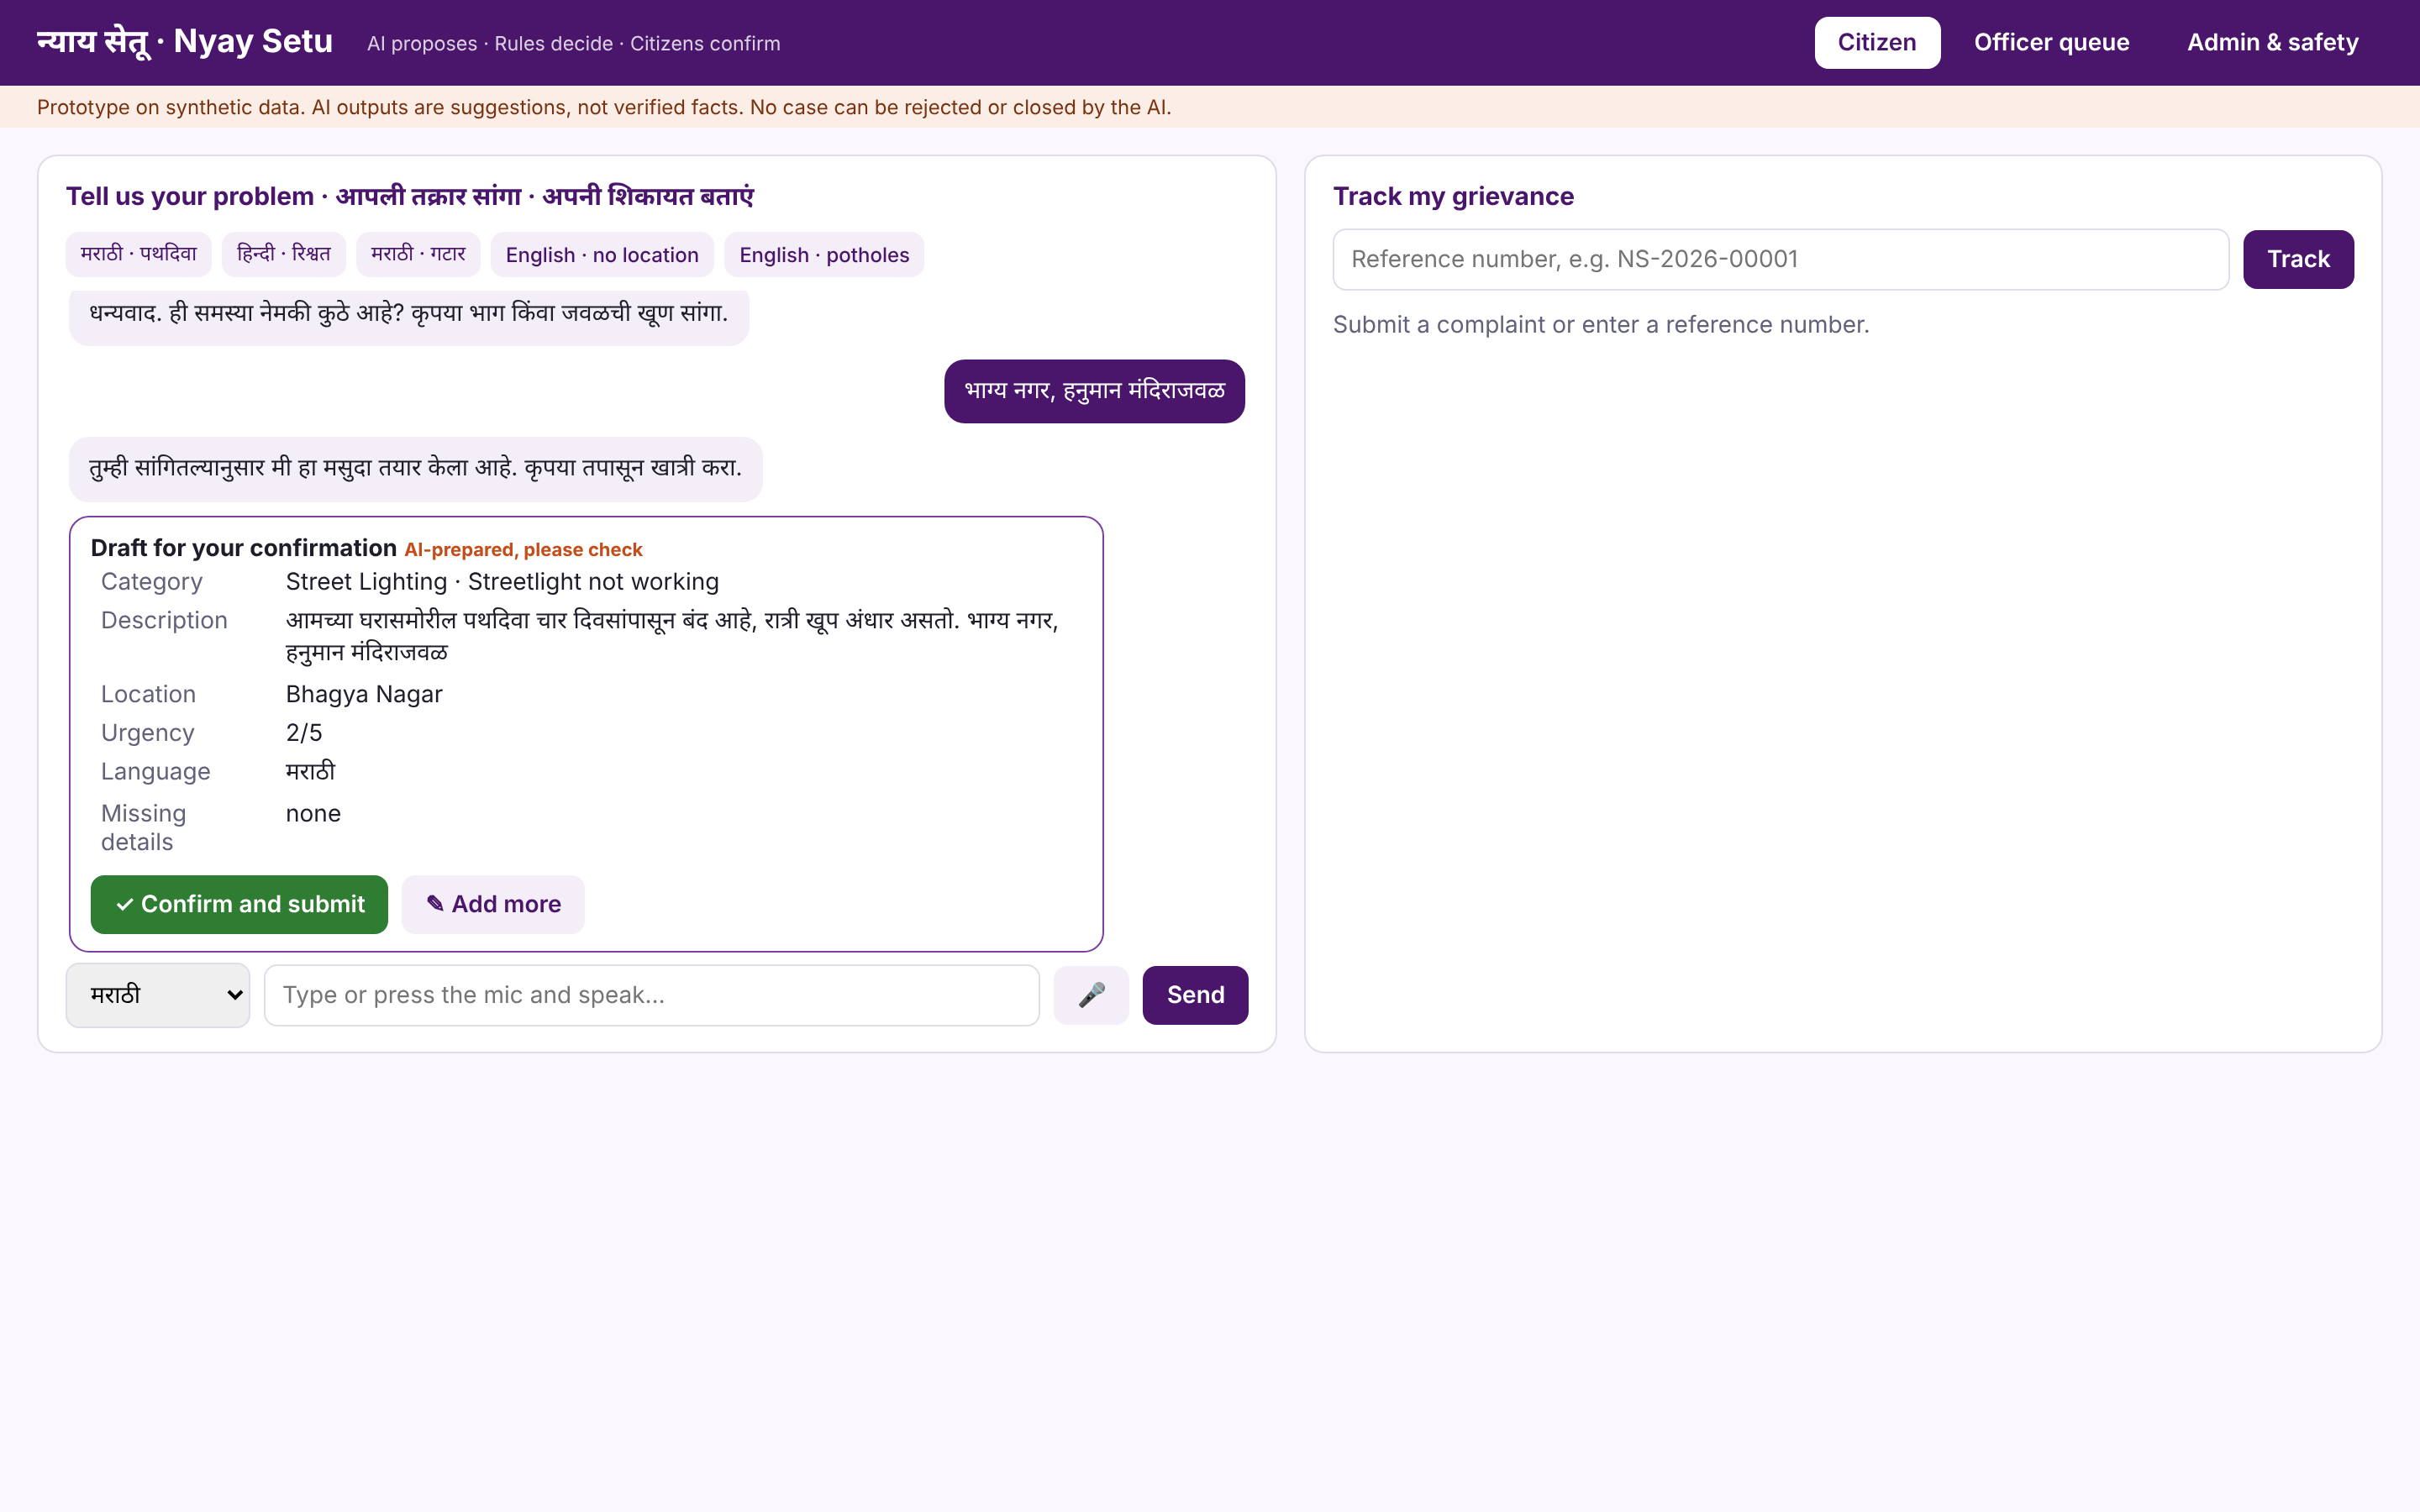 न्याय सेतू · Nyay Setu
AI proposes · Rules decide · Citizens confirm
Citizen
Officer queue
Admin & safety
Prototype on synthetic data. AI outputs are suggestions, not verified facts. No case can be rejected or closed by the AI.
Tell us your problem · आपली तक्रार सांगा · अपनी शिकायत बताएं
मराठी · पथदिवा
हिन्दी · रिश्वत
मराठी · गटार
English · no location
English · potholes
धन्यवाद. ही समस्या नेमकी कुठे आहे? कृपया भाग किंवा जवळची खूण सांगा.
भाग्य नगर, हनुमान मंदिराजवळ
तुम्ही सांगितल्यानुसार मी हा मसुदा तयार केला आहे. कृपया तपासून खात्री करा.
Draft for your confirmation AI-prepared, please check
Category Street Lighting · Streetlight not working
Description आमच्या घरासमोरील पथदिवा चार दिवसांपासून बंद आहे, रात्री खूप अंधार असतो. भाग्य नगर,
हनुमान मंदिराजवळ
Location Bhagya Nagar
Urgency 2/5
Language मराठी
Missing none
details
✓ Confirm and submit
✎ Add more
मराठी
Type or press the mic and speak...
Send
Track my grievance
Reference number, e.g. NS-2026-00001
Track
Submit a complaint or enter a reference number.